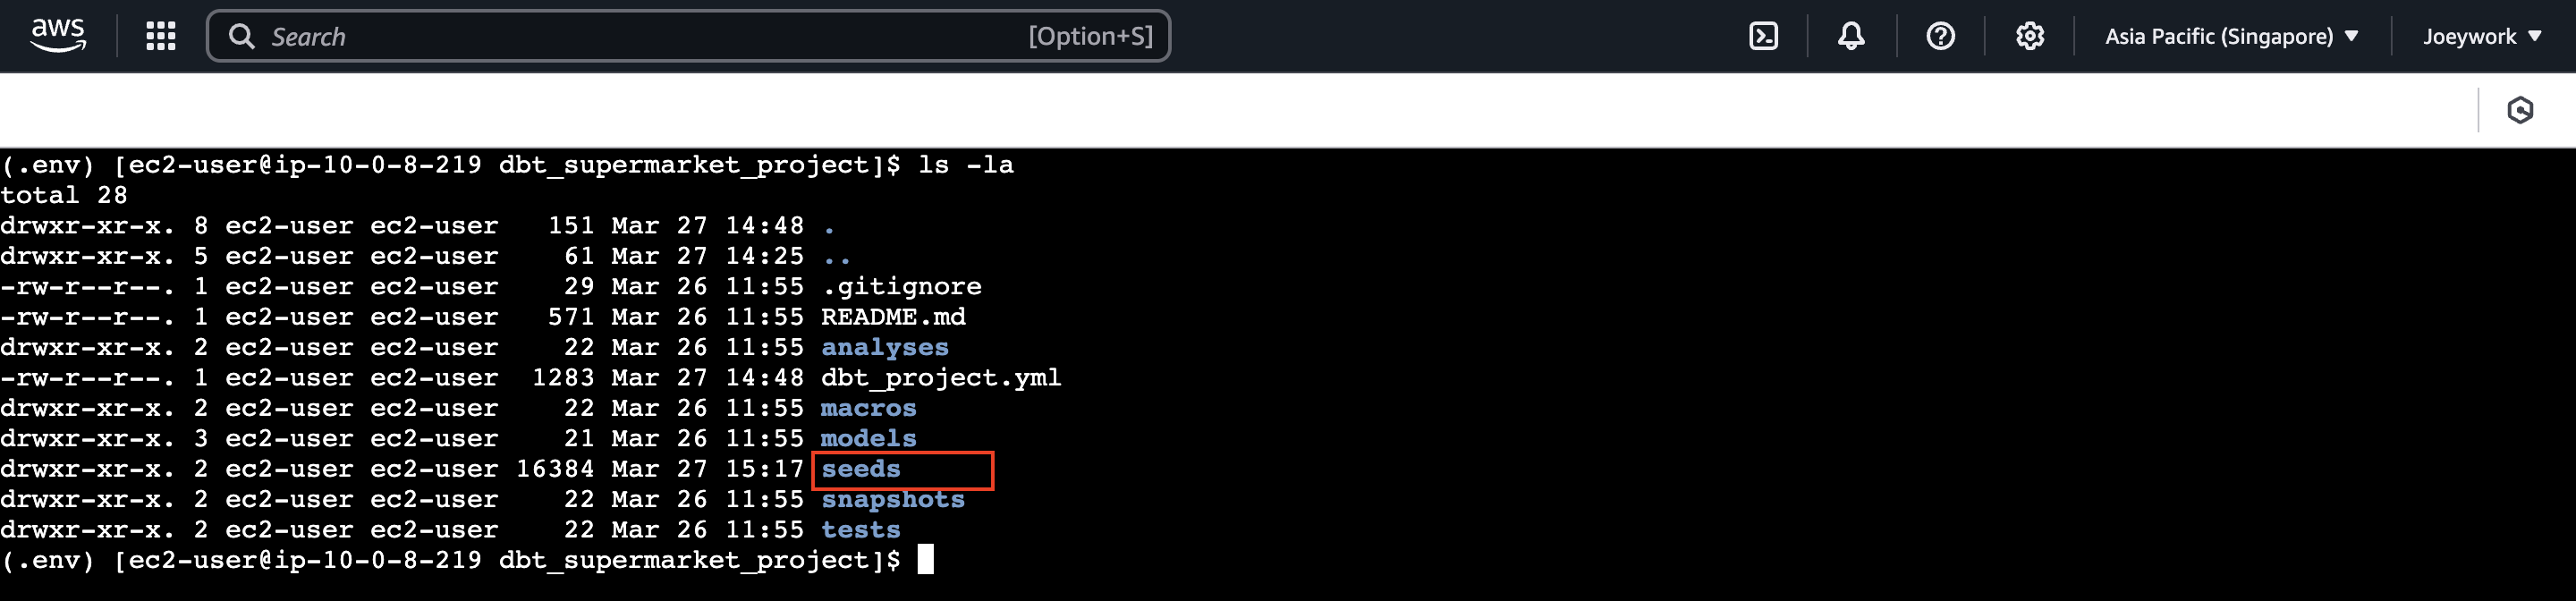 aws Search [Option+S] Asia Pacific (Singapore) Joeywork
(.env) [ec2-user@ip-10-0-8-219 dbt_supermarket_project]$ ls -la
total 28
drwxr-xr-x. 8 ec2-user ec2-user   151 Mar 27 14:48 .
drwxr-xr-x. 5 ec2-user ec2-user    61 Mar 27 14:25 ..
-rw-r--r--. 1 ec2-user ec2-user    29 Mar 26 11:55 .gitignore
-rw-r--r--. 1 ec2-user ec2-user   571 Mar 26 11:55 README.md
drwxr-xr-x. 2 ec2-user ec2-user    22 Mar 26 11:55 analyses
-rw-r--r--. 1 ec2-user ec2-user  1283 Mar 27 14:48 dbt_project.yml
drwxr-xr-x. 2 ec2-user ec2-user    22 Mar 26 11:55 macros
drwxr-xr-x. 3 ec2-user ec2-user    21 Mar 26 11:55 models
drwxr-xr-x. 2 ec2-user ec2-user 16384 Mar 27 15:17 seeds
drwxr-xr-x. 2 ec2-user ec2-user    22 Mar 26 11:55 snapshots
drwxr-xr-x. 2 ec2-user ec2-user    22 Mar 26 11:55 tests
(.env) [ec2-user@ip-10-0-8-219 dbt_supermarket_project]$